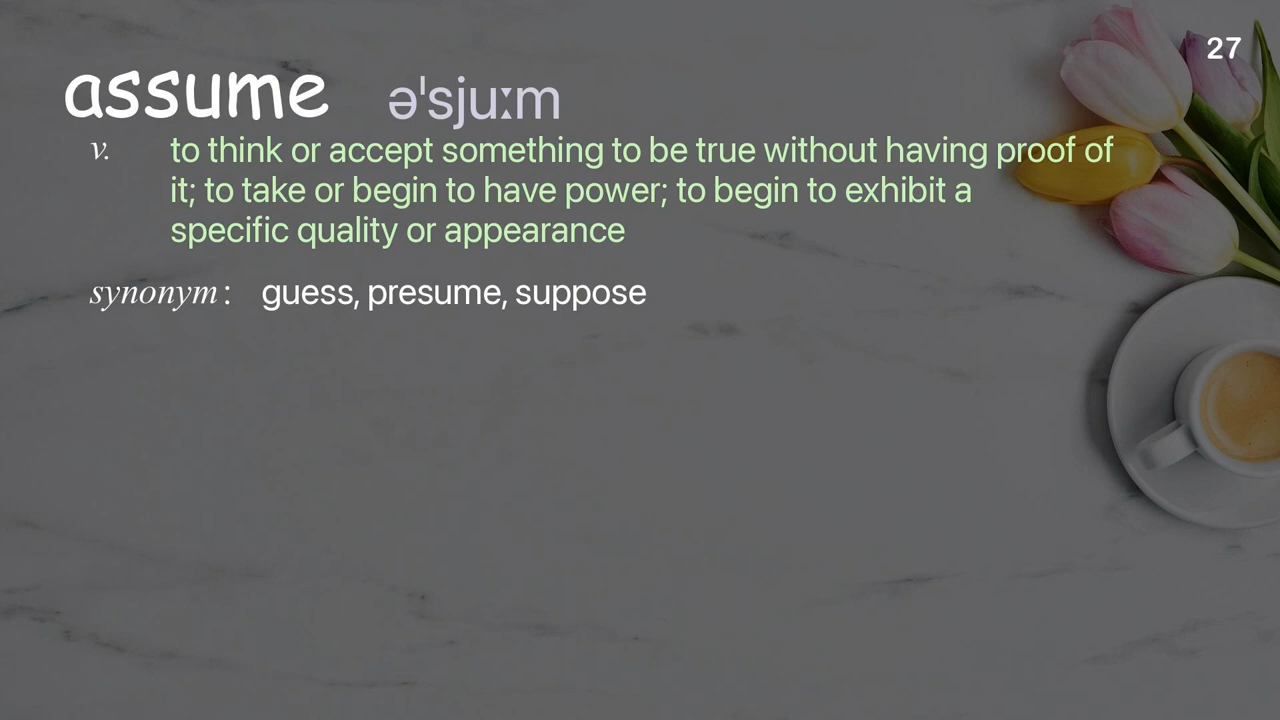 27
assume əˈsjuːm
v. to think or accept something to be true without having proof of
it; to take or begin to have power; to begin to exhibit a
specific quality or appearance
synonym: guess, presume, suppose